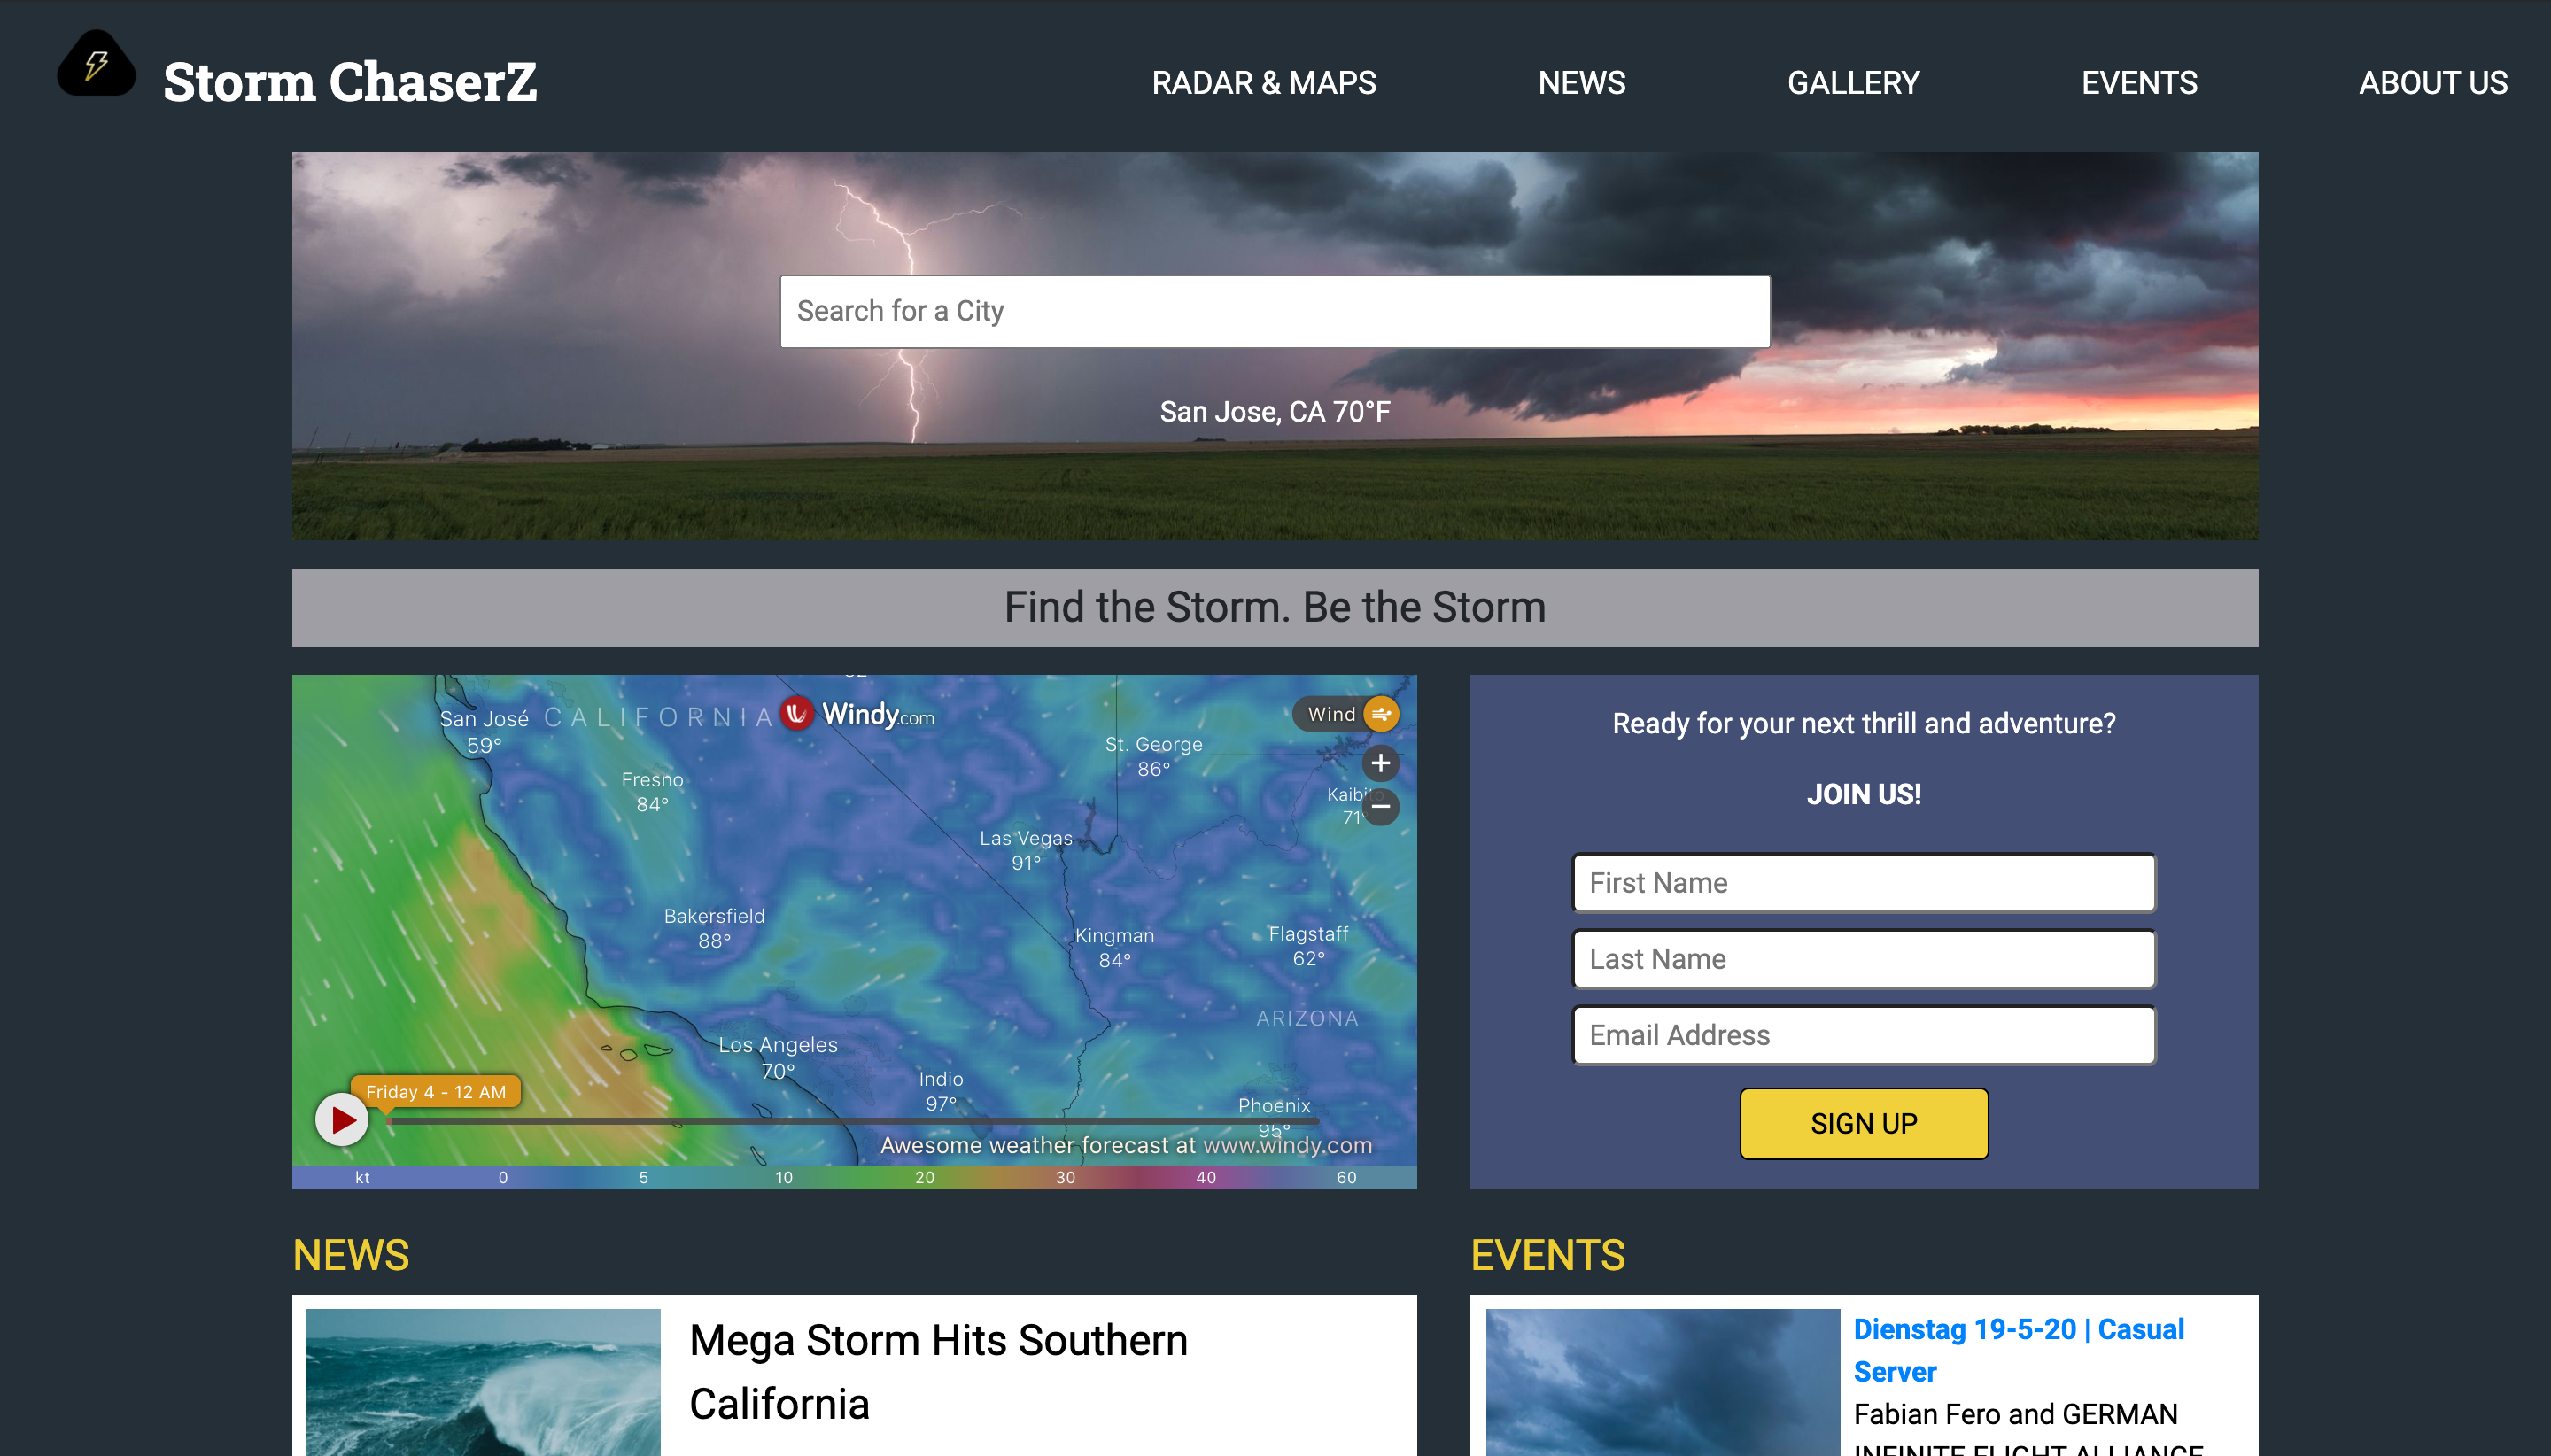 Storm ChaserZ
RADAR & MAPS
NEWS
GALLERY
EVENTS
ABOUT US
Search for a City
San Jose, CA 70°F
Find the Storm. Be the Storm
San José
59°
CALIFORNIA
Windy.com
Wind
St. George
86°
+
Fresno
84°
Kaibito
71°
−
Las Vegas
91°
Bakersfield
88°
Kingman
84°
Flagstaff
62°
ARIZONA
Los Angeles
70°
Indio
97°
Friday 4 - 12 AM
Phoenix
95°
Awesome weather forecast at www.windy.com
kt 0 5 10 20 30 40 60
Ready for your next thrill and adventure?
JOIN US!
First Name
Last Name
Email Address
SIGN UP
NEWS
Mega Storm Hits Southern
California
EVENTS
Dienstag 19-5-20 | Casual
Server
Fabian Fero and GERMAN
INFINITE FLIGHT ALLIANCE